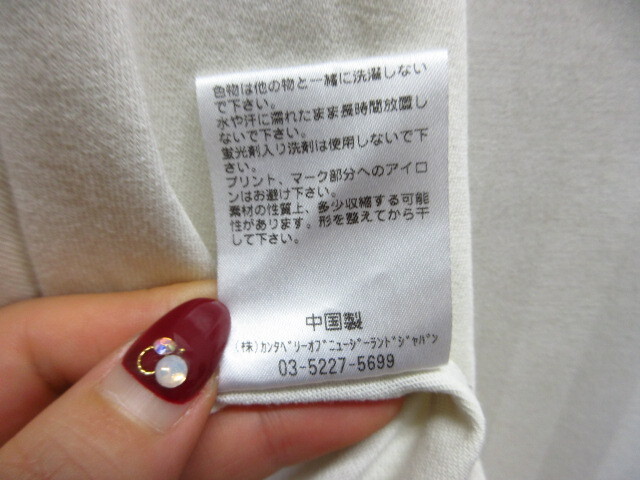 色物は他の物と一緒に洗濯しない
で下さい。
水や汗に濡れたまま長時間放置し
ないで下さい。
蛍光剤入り洗剤は使用しないで下
さい。
プリント、マーク部分へのアイロ
ンはお避け下さい。
素材の性質上、多少収縮する可能
性があります。形を整えてから干
して下さい。
中国製
(株)カンタベリーオブニュージーランドジャパン
03-5227-5699